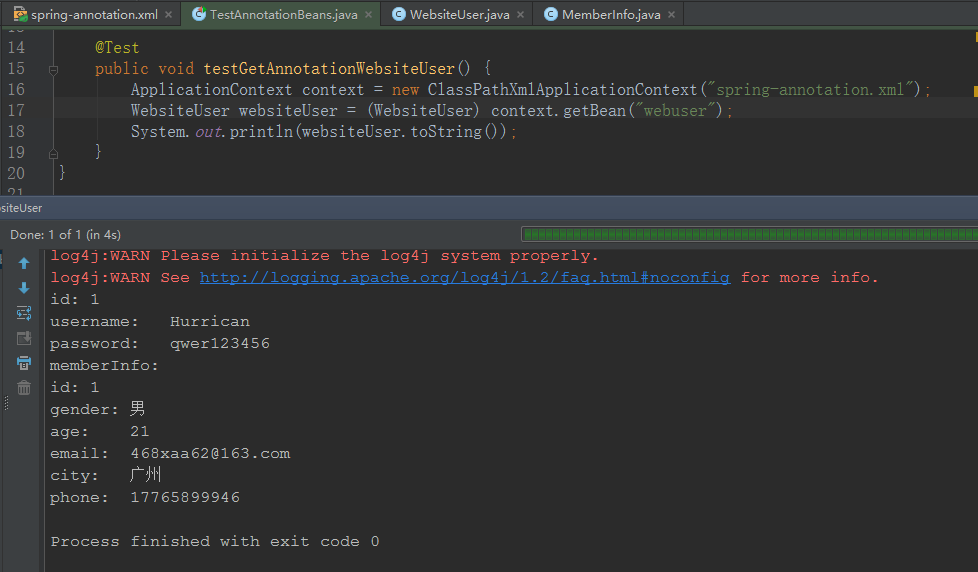 spring-annotation.xml × TestAnnotationBeans.java × WebsiteUser.java × MemberInfo.java ×
14 @Test
15 public void testGetAnnotationWebsiteUser() {
16 ApplicationContext context = new ClassPathXmlApplicationContext("spring-annotation.xml");
17 WebsiteUser websiteUser = (WebsiteUser) context.getBean("webuser");
18 System.out.println(websiteUser.toString());
19 }
20 }
21
siteUser
Done: 1 of 1 (in 4s)
log4j:WARN Please initialize the log4j system properly.
log4j:WARN See http://logging.apache.org/log4j/1.2/faq.html#noconfig for more info.
id: 1
username: Hurrican
password: qwer123456
memberInfo:
id: 1
gender: 男
age: 21
email: 468xaa62@163.com
city: 广州
phone: 17765899946
Process finished with exit code 0